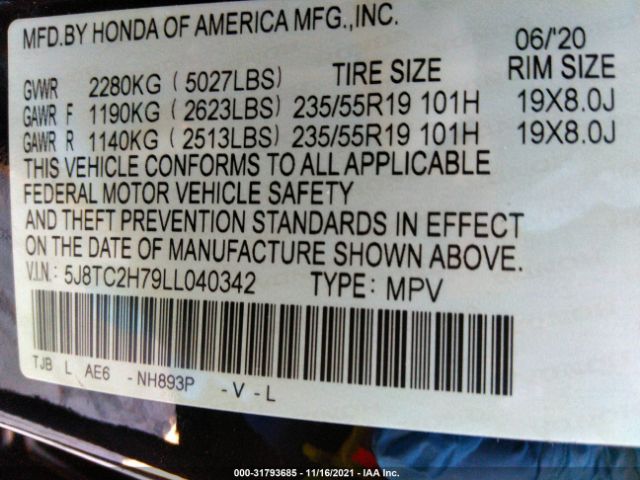 MFD.BY HONDA OF AMERICA MFG.,INC. 06/'20
GVWR 2280KG (5027LBS) TIRE SIZE RIM SIZE
GAWR F 1190KG (2623LBS) 235/55R19 101H 19X8.0J
GAWR R 1140KG (2513LBS) 235/55R19 101H 19X8.0J
THIS VEHICLE CONFORMS TO ALL APPLICABLE
FEDERAL MOTOR VEHICLE SAFETY
AND THEFT PREVENTION STANDARDS IN EFFECT
ON THE DATE OF MANUFACTURE SHOWN ABOVE.
V.I.N.: 5J8TC2H79LL040342 TYPE: MPV
TJB L AE6 - NH893P - V - L
000-31793685 - 11/16/2021 - IAA Inc.